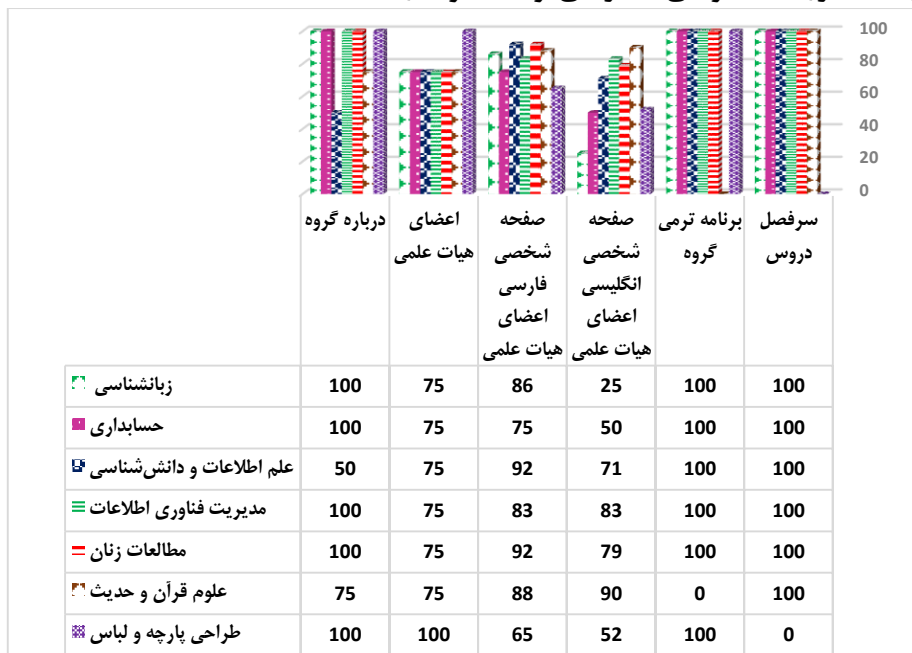 100
80
60
40
20
0
درباره گروه
اعضای
هیات علمی
صفحه
شخصی
فارسی
اعضای
هیات علمی
صفحه
شخصی
انگلیسی
اعضای
هیات علمی
برنامه ترمی
گروه
سرفصل
دروس
زبانشناسی 100 75 86 25 100 100
حسابداری 100 75 75 50 100 100
علم اطلاعات و دانش‌شناسی 50 75 92 71 100 100
مدیریت فناوری اطلاعات 100 75 83 83 100 100
مطالعات زنان 100 75 92 79 100 100
علوم قرآن و حدیث 75 75 88 90 0 100
طراحی پارچه و لباس 100 100 65 52 100 0